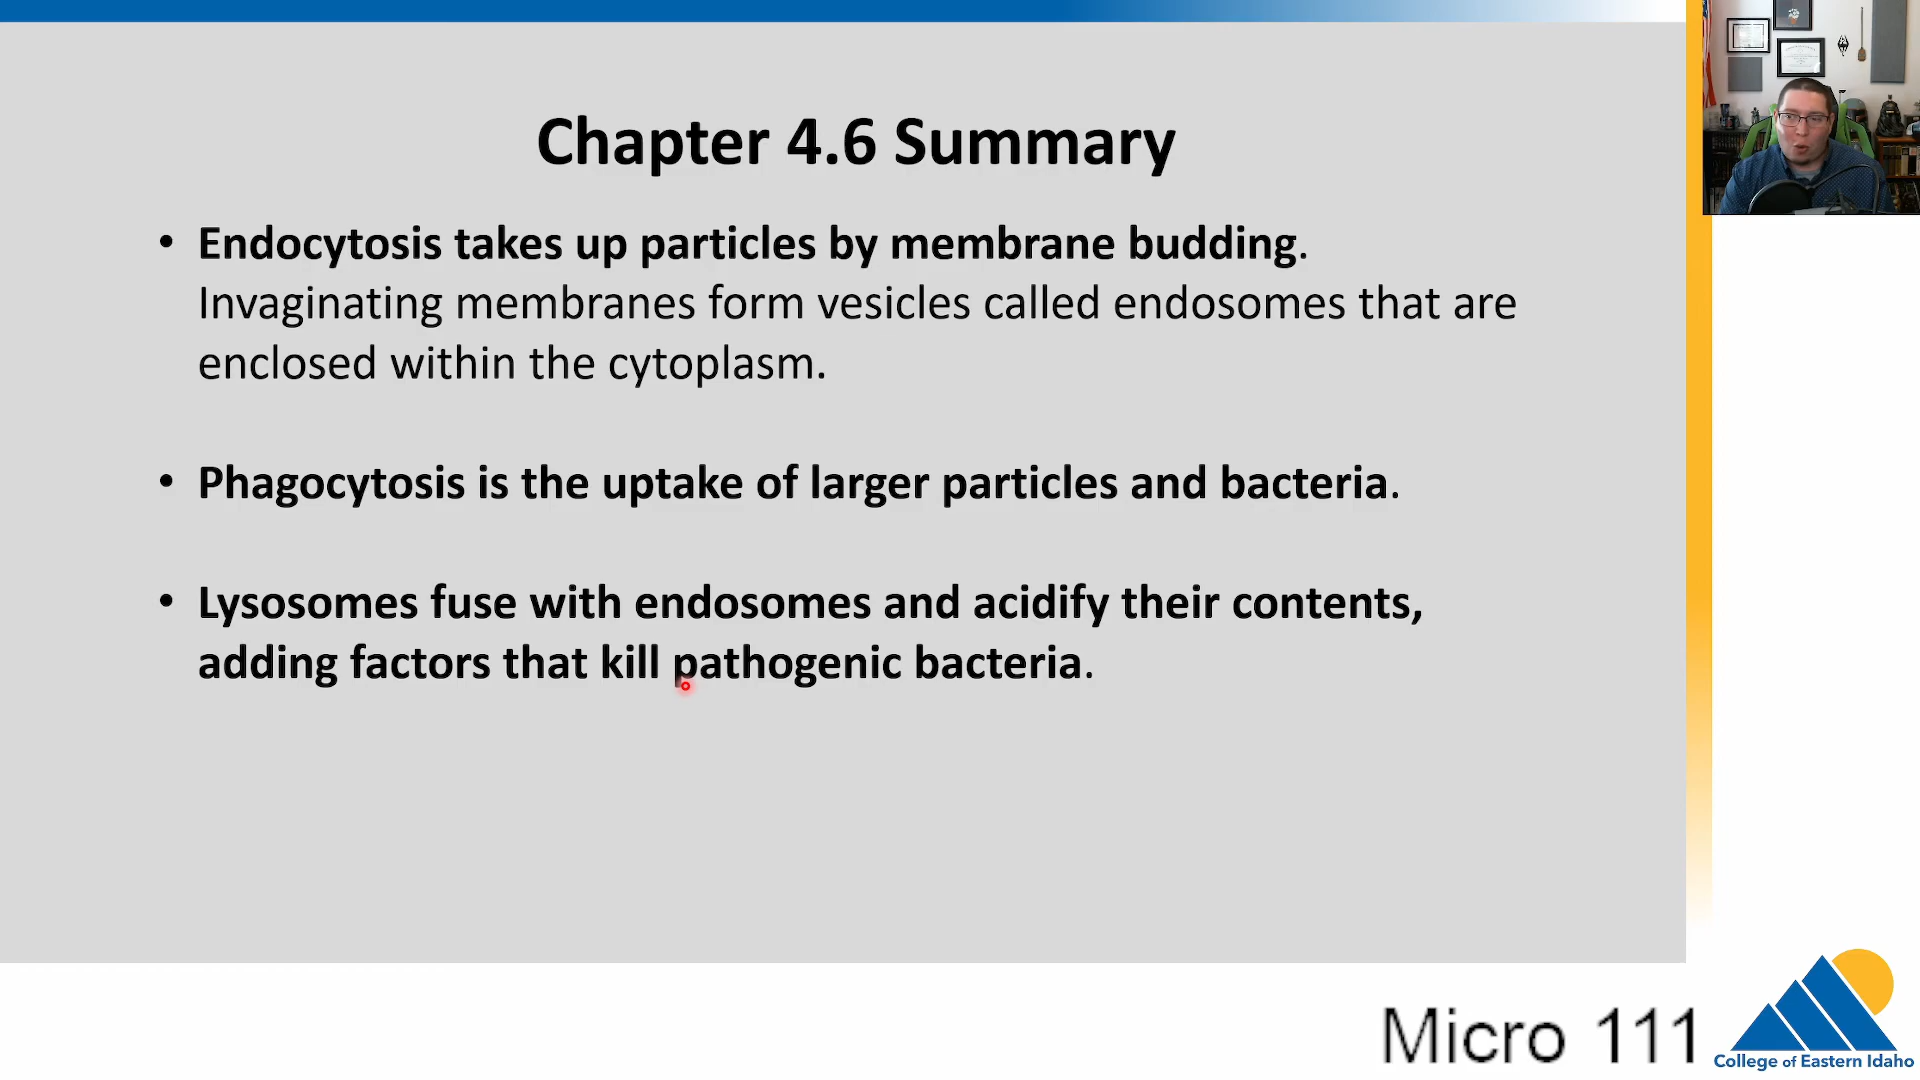 Chapter 4.6 Summary
• Endocytosis takes up particles by membrane budding.
Invaginating membranes form vesicles called endosomes that are
enclosed within the cytoplasm.
• Phagocytosis is the uptake of larger particles and bacteria.
• Lysosomes fuse with endosomes and acidify their contents,
adding factors that kill pathogenic bacteria.
Micro 111
College of Eastern Idaho